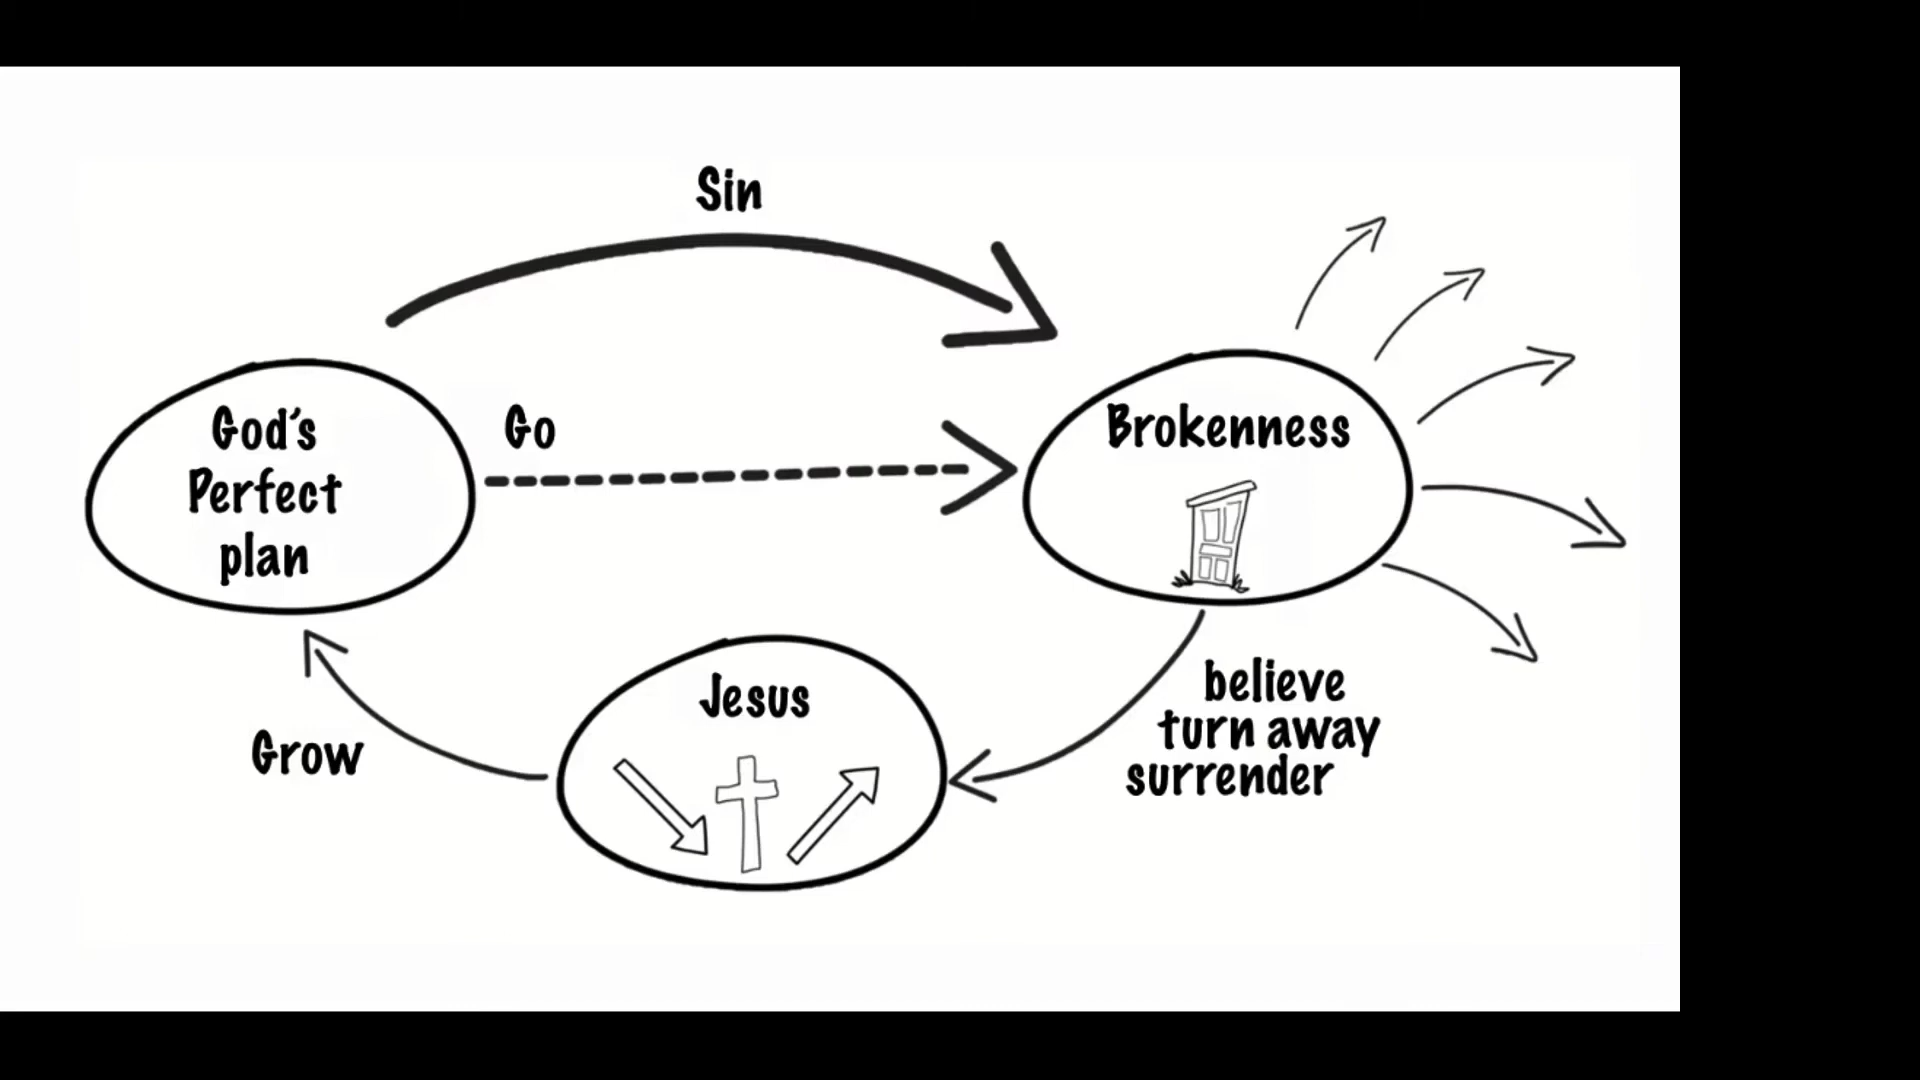 Sin
God's
Perfect
plan
Go
Brokenness
Jesus
believe
turn away
surrender
Grow